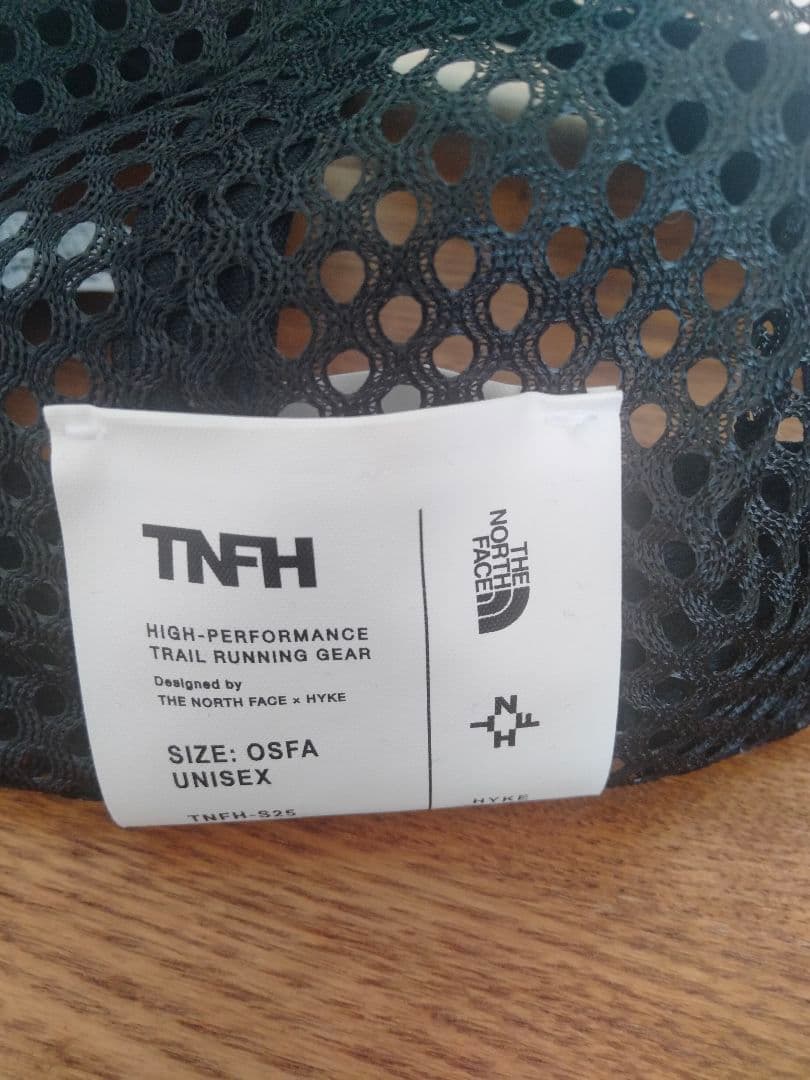 TNFH
HIGH-PERFORMANCE
TRAIL RUNNING GEAR
Designed by
THE NORTH FACE × HYKE
SIZE: OSFA
UNISEX
TNFH-S25
THE
NORTH
FACE
TNFH
HYKE